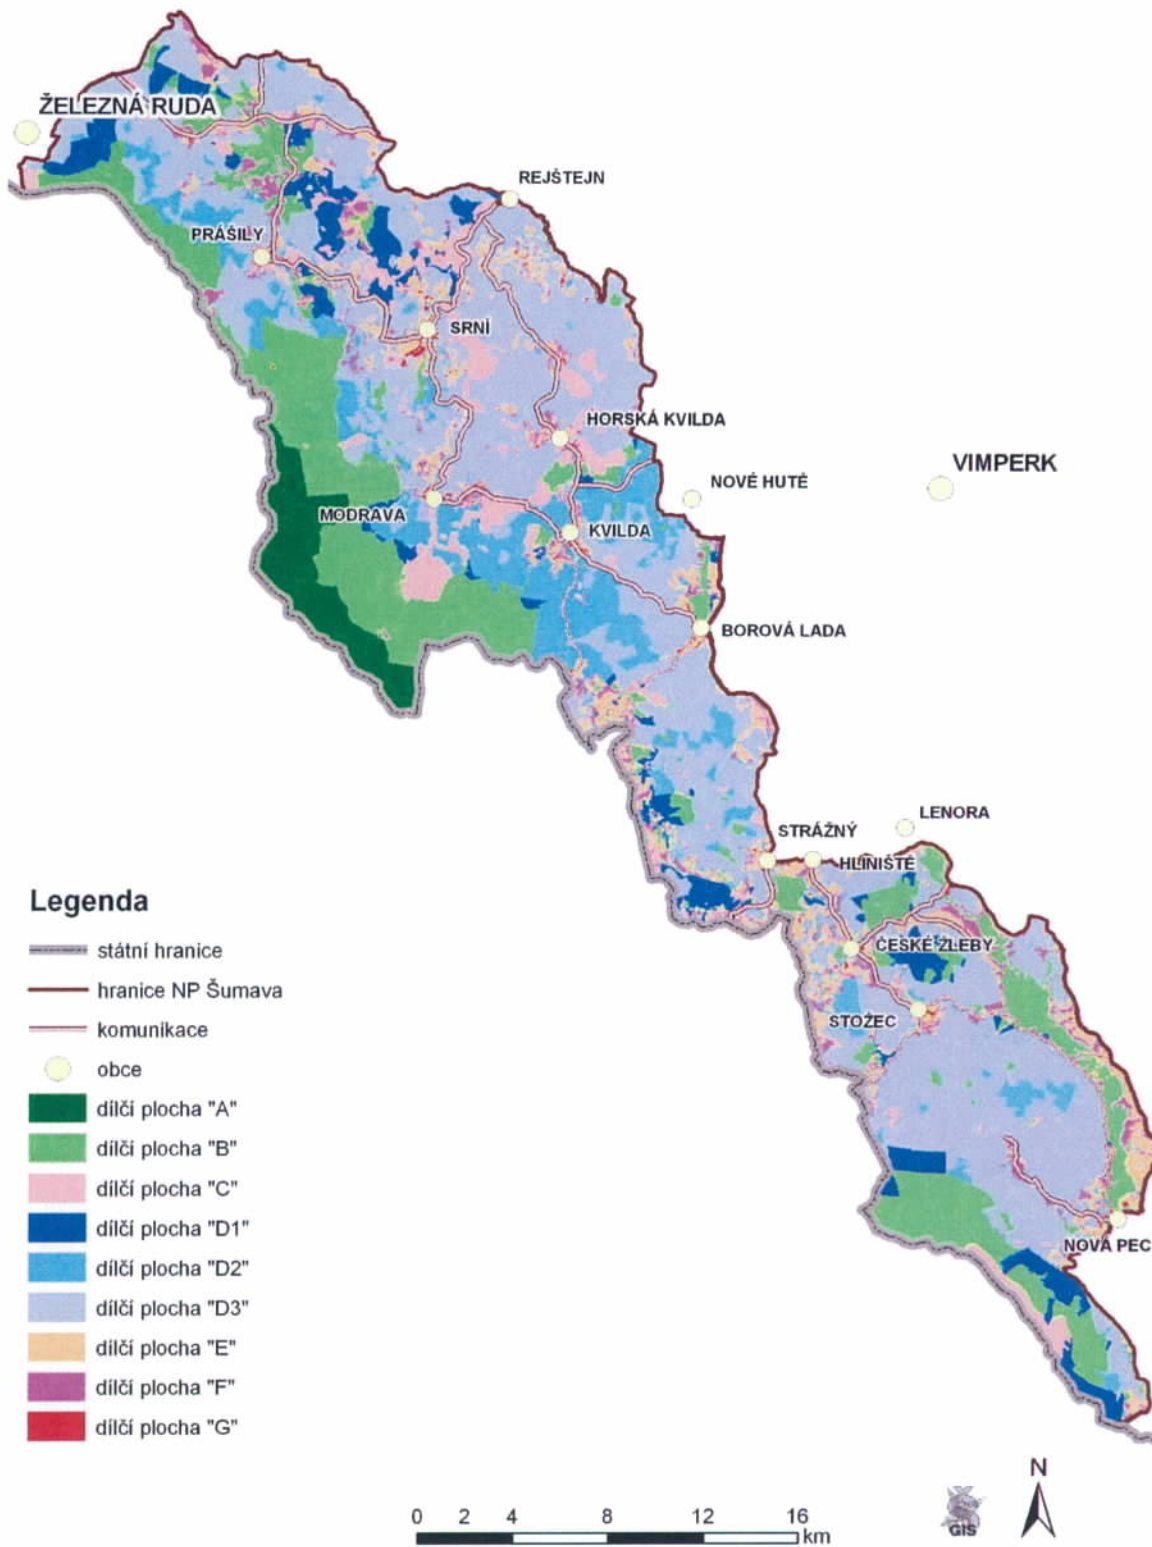 ŽELEZNÁ RUDA
REJŠTEJN
PRÁŠILY
SRNÍ
HORSKÁ KVILDA
VIMPERK
NOVÉ HUTĚ
MODRAVA
KVILDA
BOROVÁ LADA
LENORA
STRÁŽNÝ
HLINIŠTĚ
ČESKÉ ŽLEBY
STOŽEC
NOVÁ PEC
Legenda
státní hranice
hranice NP Šumava
komunikace
obce
dílčí plocha "A"
dílčí plocha "B"
dílčí plocha "C"
dílčí plocha "D1"
dílčí plocha "D2"
dílčí plocha "D3"
dílčí plocha "E"
dílčí plocha "F"
dílčí plocha "G"
0 2 4 8 12 16
km
GIS
N